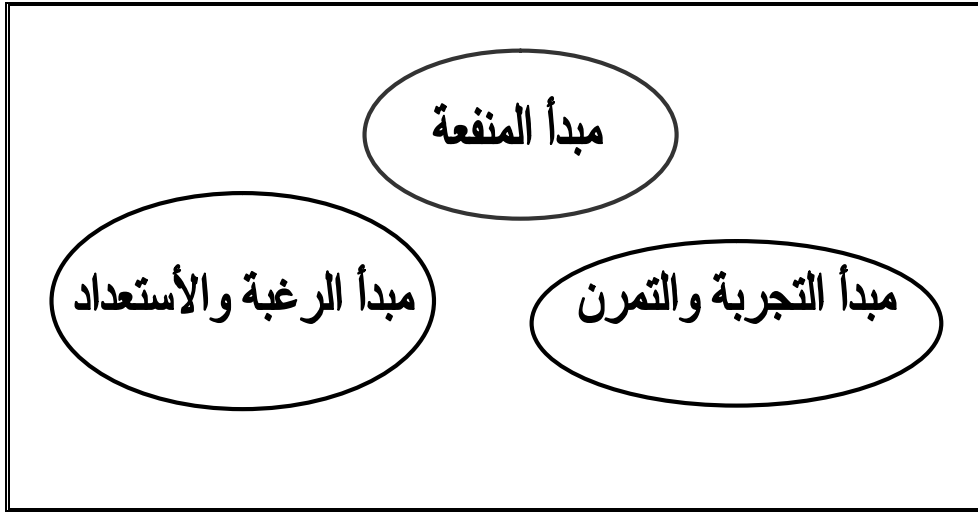 مبدأ المنفعة
مبدأ التجربة والتمرن
مبدأ الرغبة والأستعداد